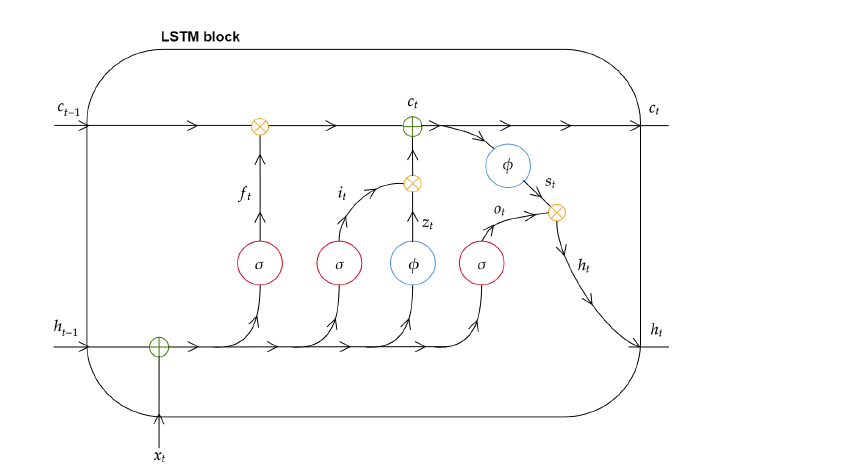 LSTM block
c_{t−1}
c_t
c_t
ϕ
s_t
f_t
i_t
o_t
z_t
σ
σ
ϕ
σ
h_t
h_{t−1}
h_t
x_t